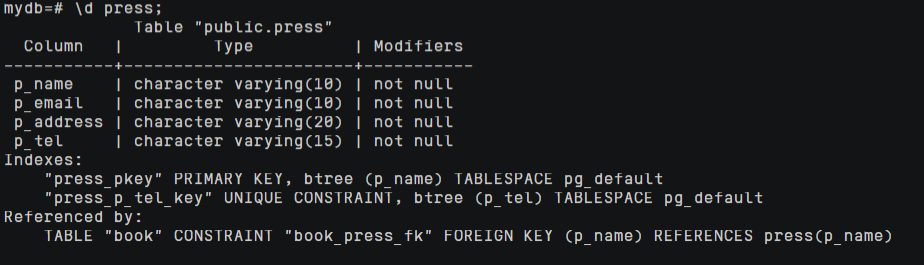 mydb=# \d press;
            Table "public.press"
  Column   |         Type          | Modifiers
-----------+-----------------------+-----------
 p_name    | character varying(10) | not null
 p_email   | character varying(10) | not null
 p_address | character varying(20) | not null
 p_tel     | character varying(15) | not null
Indexes:
    "press_pkey" PRIMARY KEY, btree (p_name) TABLESPACE pg_default
    "press_p_tel_key" UNIQUE CONSTRAINT, btree (p_tel) TABLESPACE pg_default
Referenced by:
    TABLE "book" CONSTRAINT "book_press_fk" FOREIGN KEY (p_name) REFERENCES press(p_name)